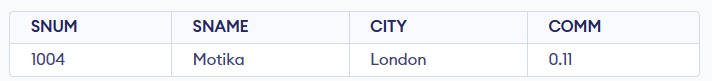 SNUM SNAME CITY COMM
1004 Motika London 0.11